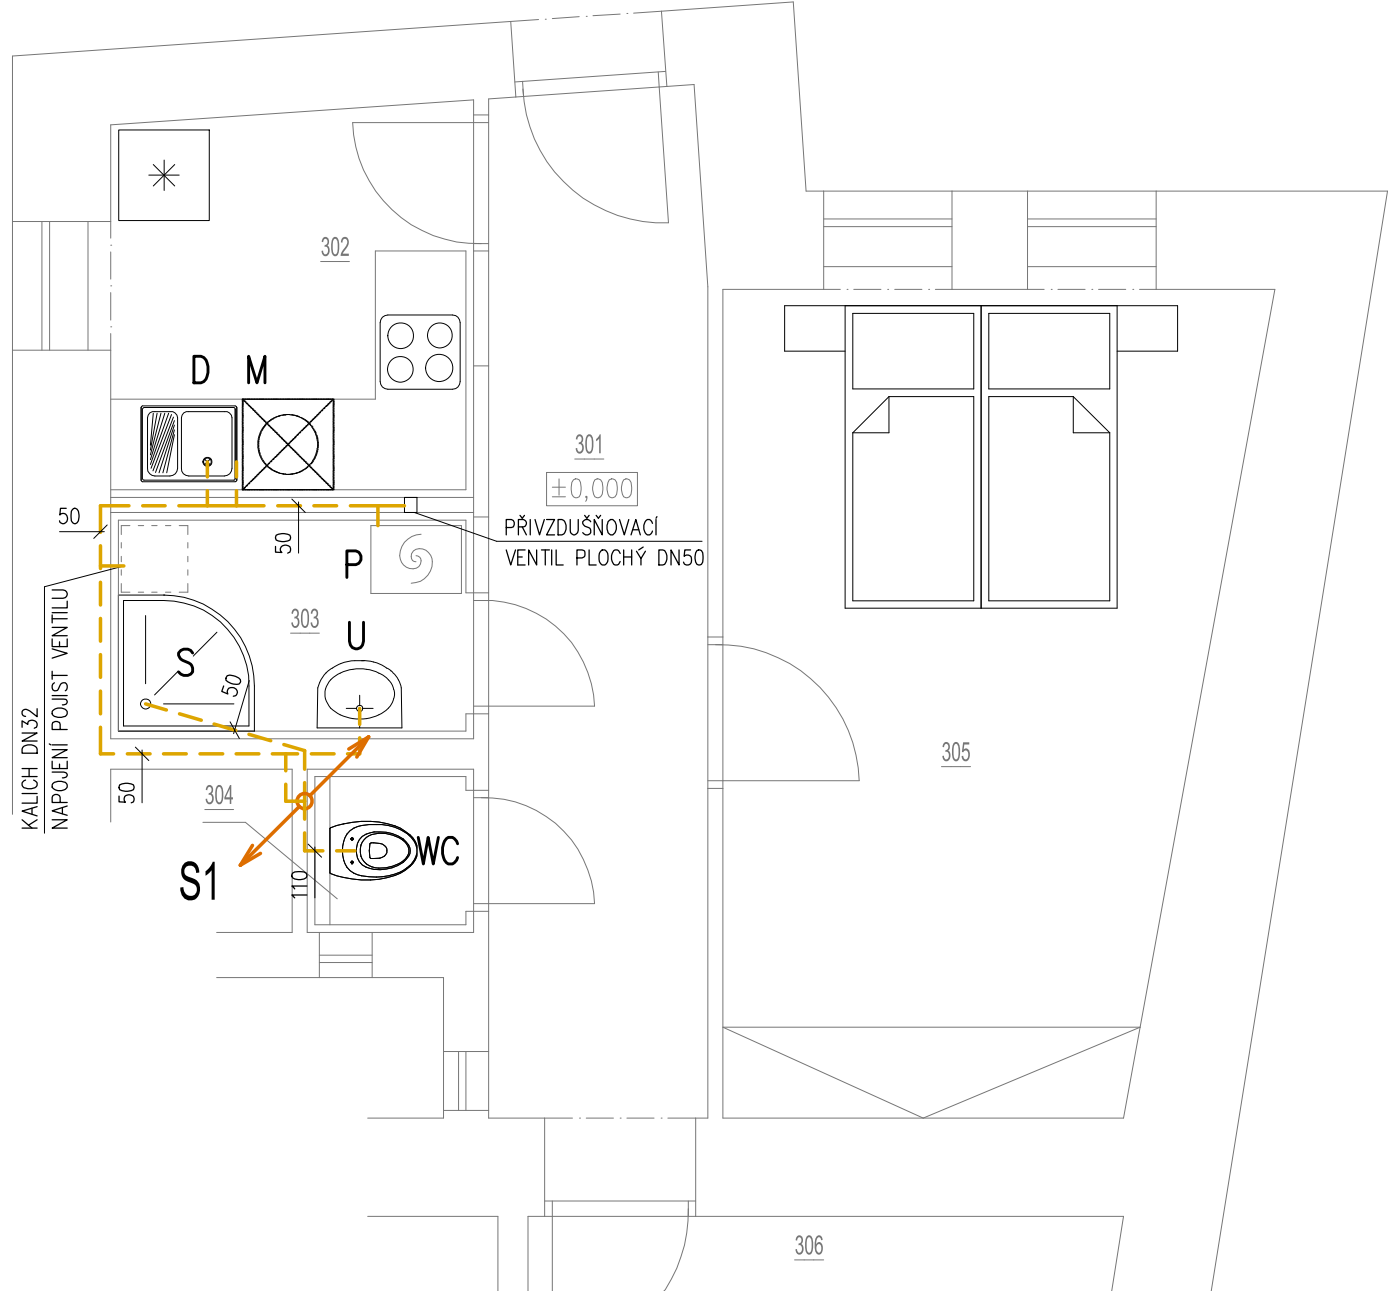 302
D M
301
±0,000
50
50
PŘIVZDUŠŇOVACÍ
VENTIL PLOCHÝ DN50
P
303
U
S
50
KALICH DN32
NAPOJENÍ POJIST VENTILU
50
304
305
WC
S1
110
306